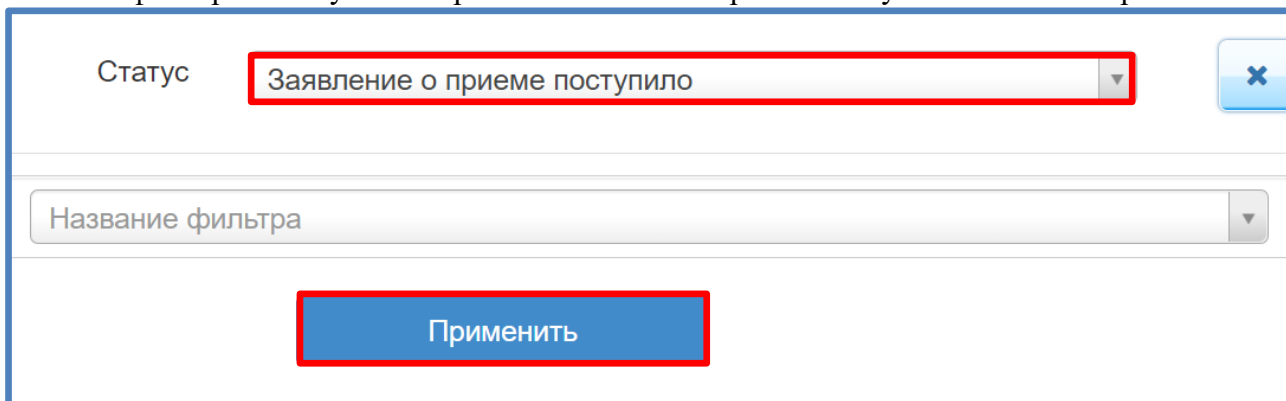 Статус
Заявление о приеме поступило
Название фильтра
Применить